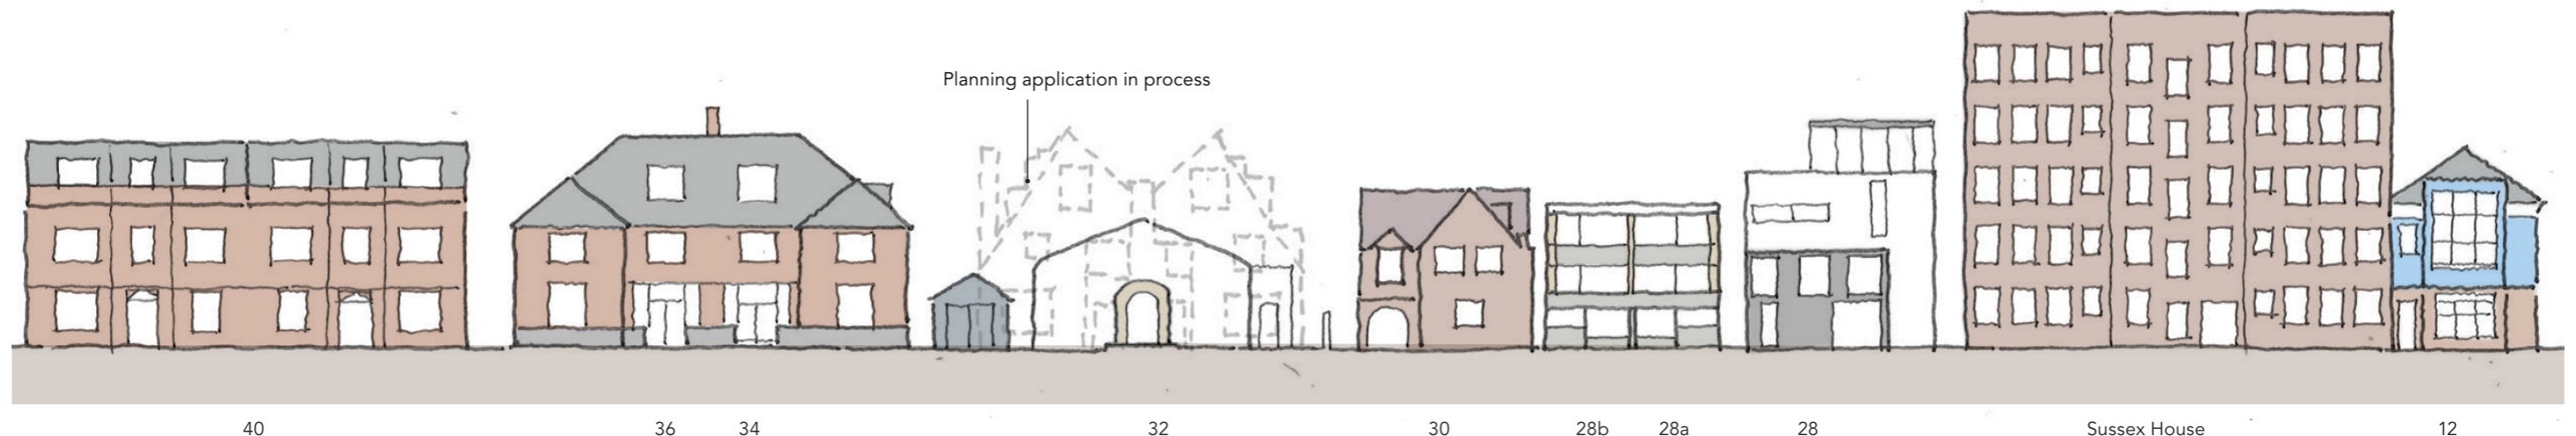 Planning application in process
40
36
34
32
30
28b
28a
28
Sussex House
12